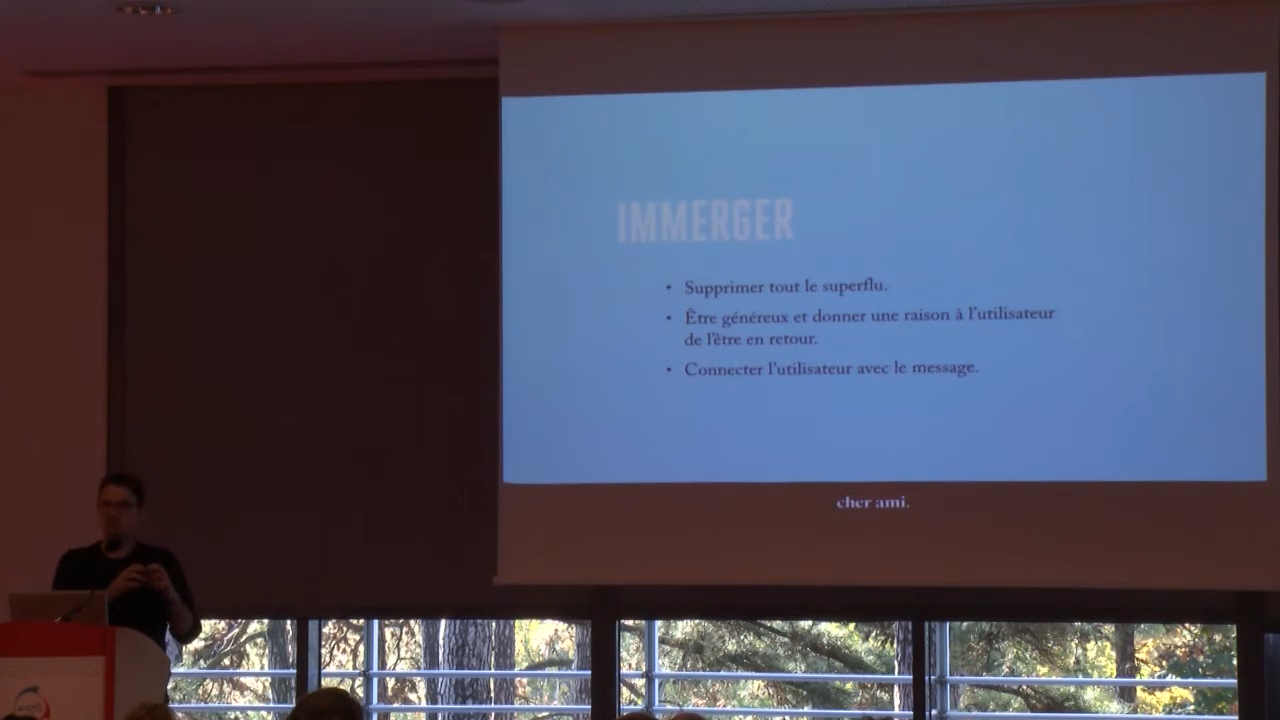 IMMERGER
• Supprimer tout le superflu.
• Être généreux et donner une raison à l'utilisateur
de l'être en retour.
• Connecter l'utilisateur avec le message.
cher ami.